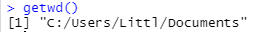 > getwd()
[1] "C:/Users/Littl/Documents"